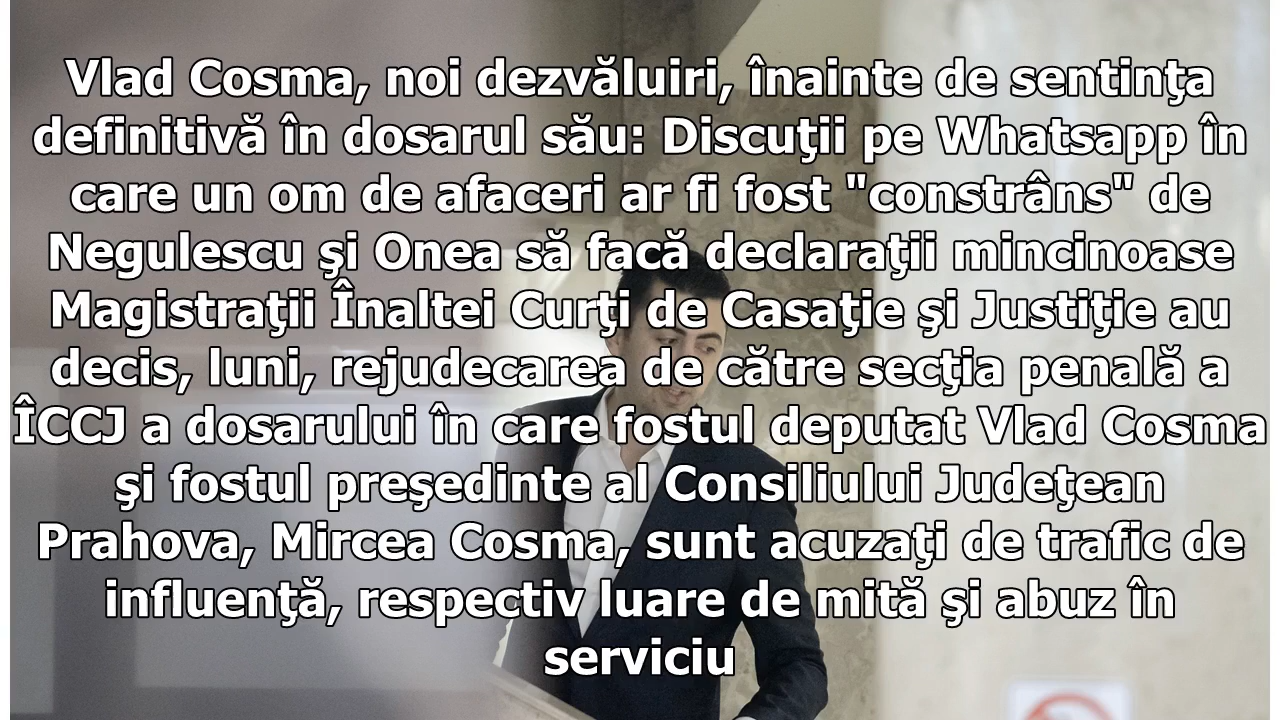 Vlad Cosma, noi dezvăluiri, înainte de sentinţa
definitivă în dosarul său: Discuţii pe Whatsapp în
care un om de afaceri ar fi fost "constrâns" de
Negulescu şi Onea să facă declaraţii mincinoase
Magistraţii Înaltei Curţi de Casaţie şi Justiţie au
decis, luni, rejudecarea de către secţia penală a
ÎCCJ a dosarului în care fostul deputat Vlad Cosma
şi fostul preşedinte al Consiliului Judeţean
Prahova, Mircea Cosma, sunt acuzaţi de trafic de
influenţă, respectiv luare de mită şi abuz în
serviciu